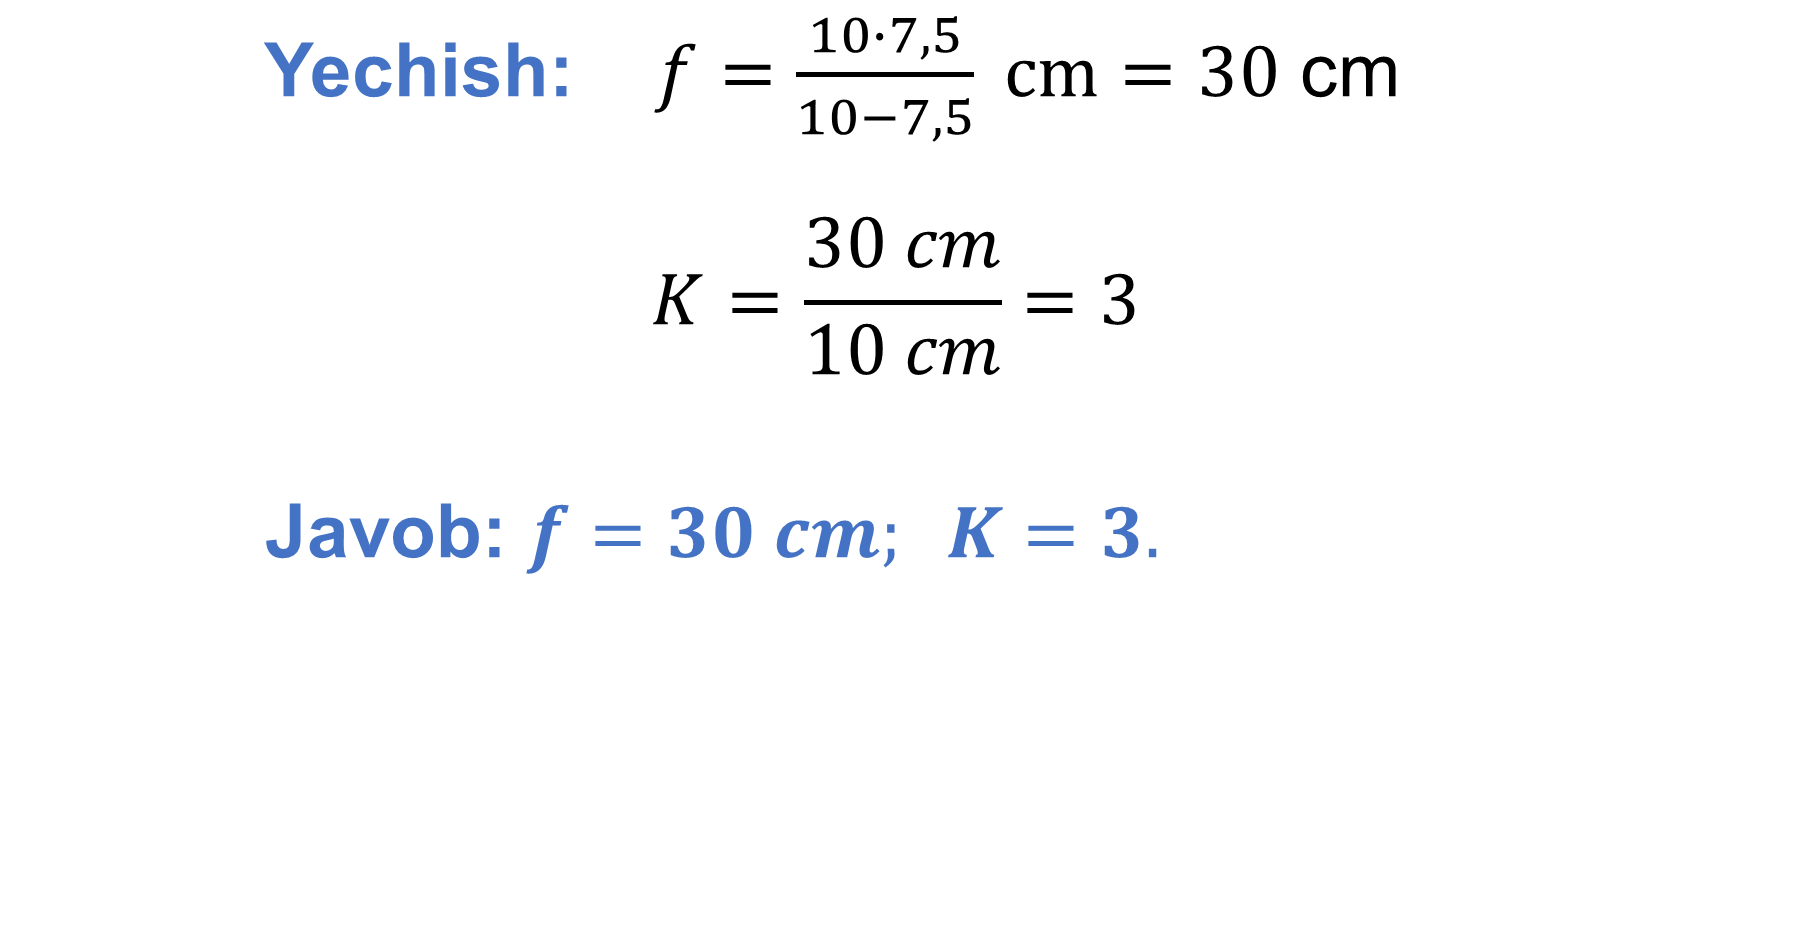 Yechish: f = 10·7,5/10−7,5 cm = 30 cm
K = 30 cm/10 cm = 3
Javob: f = 30 cm; K = 3.